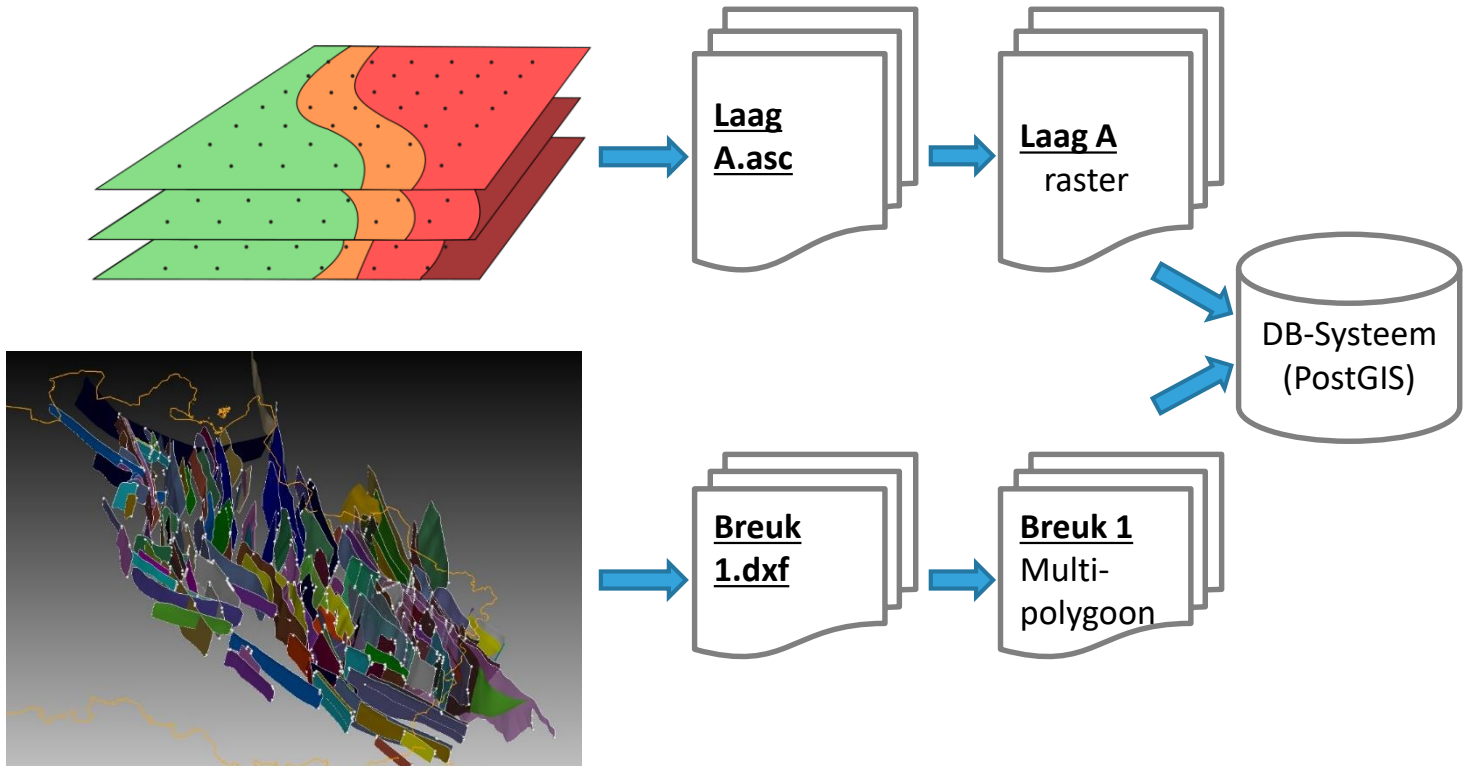 Laag
A.asc
Laag A
raster
DB-Systeem
(PostGIS)
Breuk
1.dxf
Breuk 1
Multi-
polygoon